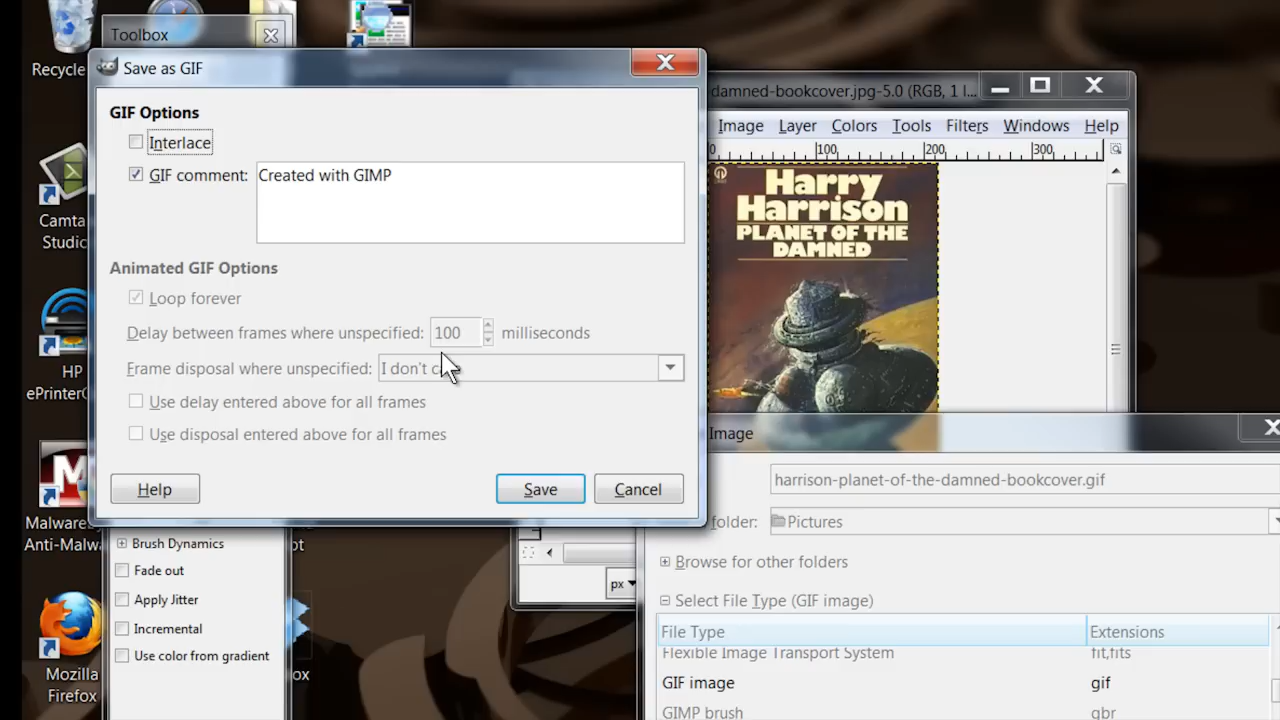 Recycle
Toolbox
Save as GIF
GIF Options
Interlace
GIF comment:
Created with GIMP
Animated GIF Options
Loop forever
Delay between frames where unspecified: 100 milliseconds
Frame disposal where unspecified: I don't
Use delay entered above for all frames
Use disposal entered above for all frames
Help
Save
Cancel
damned-bookcover.jpg-5.0 (RGB, 1 l...
Image Layer Colors Tools Filters Windows Help
0 100 200 300
Harry
Harrison
PLANET OF THE
DAMNED
Camta
Studio
HP
ePrinter
Malware
Anti-Malw
Mozilla
Firefox
Brush Dynamics
Fade out
Apply Jitter
Incremental
Use color from gradient
pt
ox
px
Image
harrison-planet-of-the-damned-bookcover.gif
folder: Pictures
Browse for other folders
Select File Type (GIF image)
File Type Extensions
Flexible Image Transport System fit,fits
GIF image gif
GIMP brush gbr